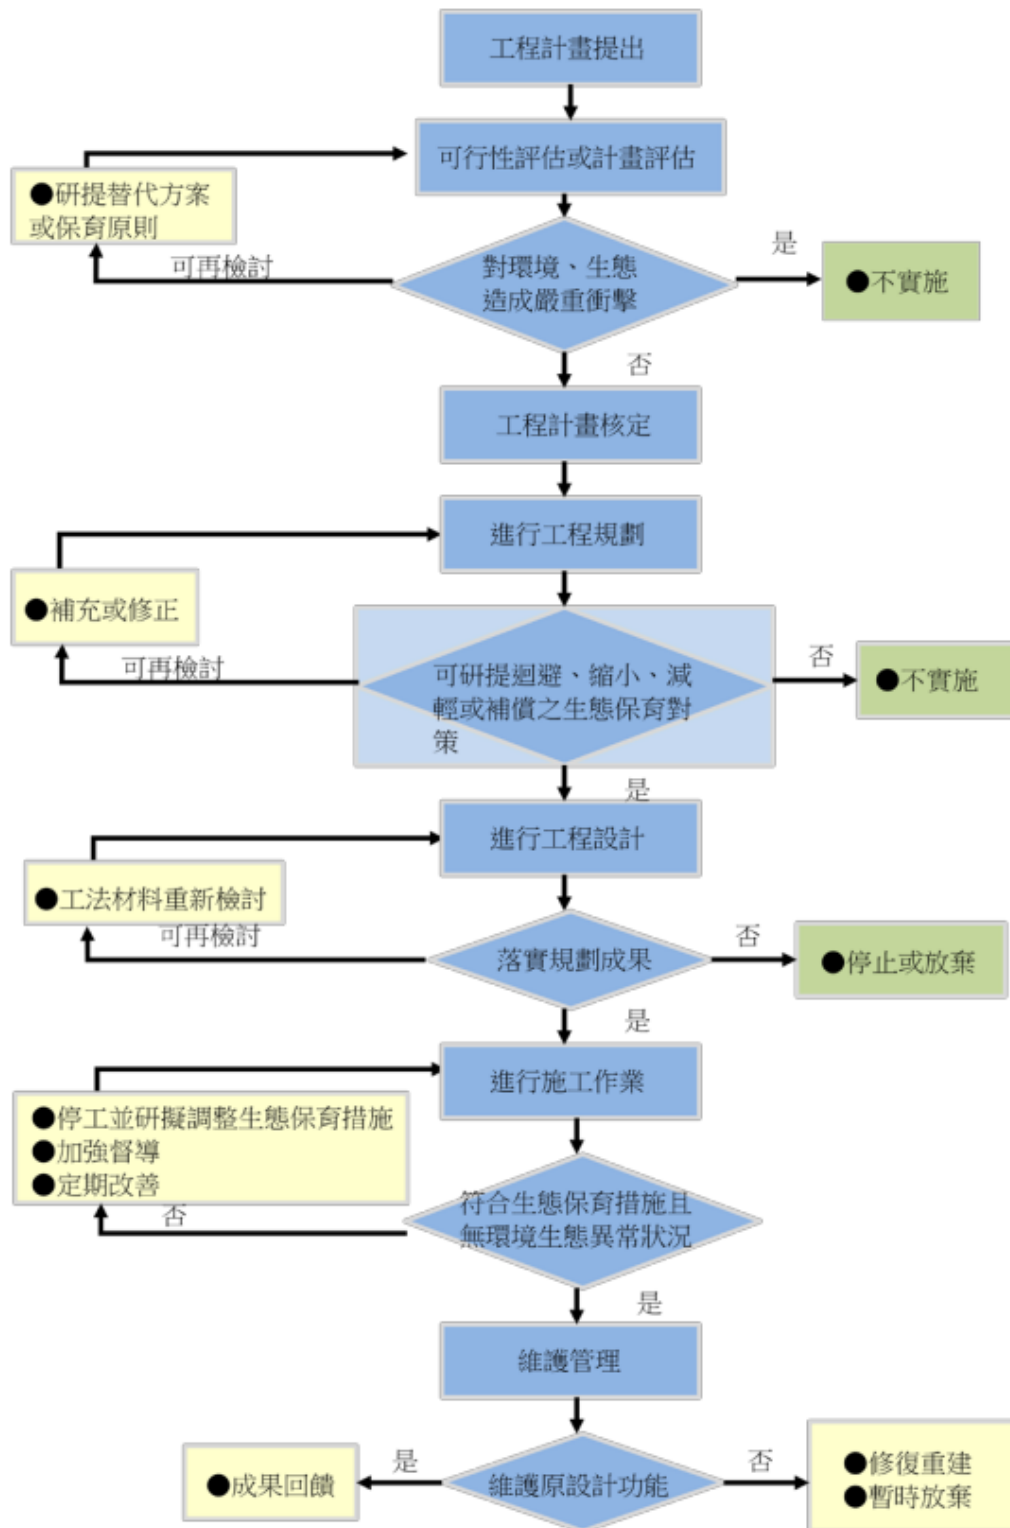 工程計畫提出
可行性評估或計畫評估
●研提替代方案
或保育原則
可再檢討
對環境、生態
造成嚴重衝擊
是
●不實施
否
工程計畫核定
進行工程規劃
●補充或修正
可再檢討
可研提迴避、縮小、減
輕或補償之生態保育對
策
否
●不實施
是
進行工程設計
●工法材料重新檢討
可再檢討
落實規劃成果
否
●停止或放棄
是
進行施工作業
●停工並研擬調整生態保育措施
●加強督導
●定期改善
否
符合生態保育措施且
無環境生態異常狀況
是
維護管理
●成果回饋
是
維護原設計功能
否
●修復重建
●暫時放棄